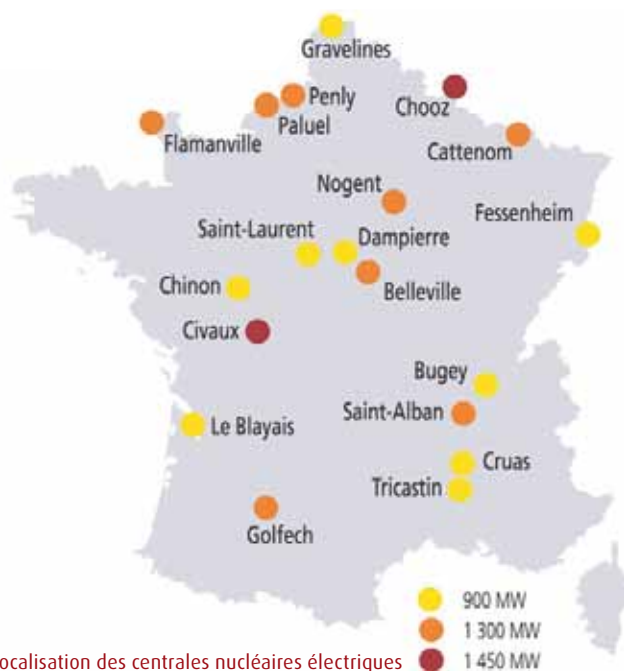 Gravelines
Penly
Chooz
Paluel
Flamanville
Cattenom
Nogent
Fessenheim
Saint-Laurent
Dampierre
Chinon
Belleville
Civaux
Bugey
Saint-Alban
Le Blayais
Cruas
Tricastin
Golfech
900 MW
1 300 MW
ocalisation des centrales nucléaires électriques
1 450 MW